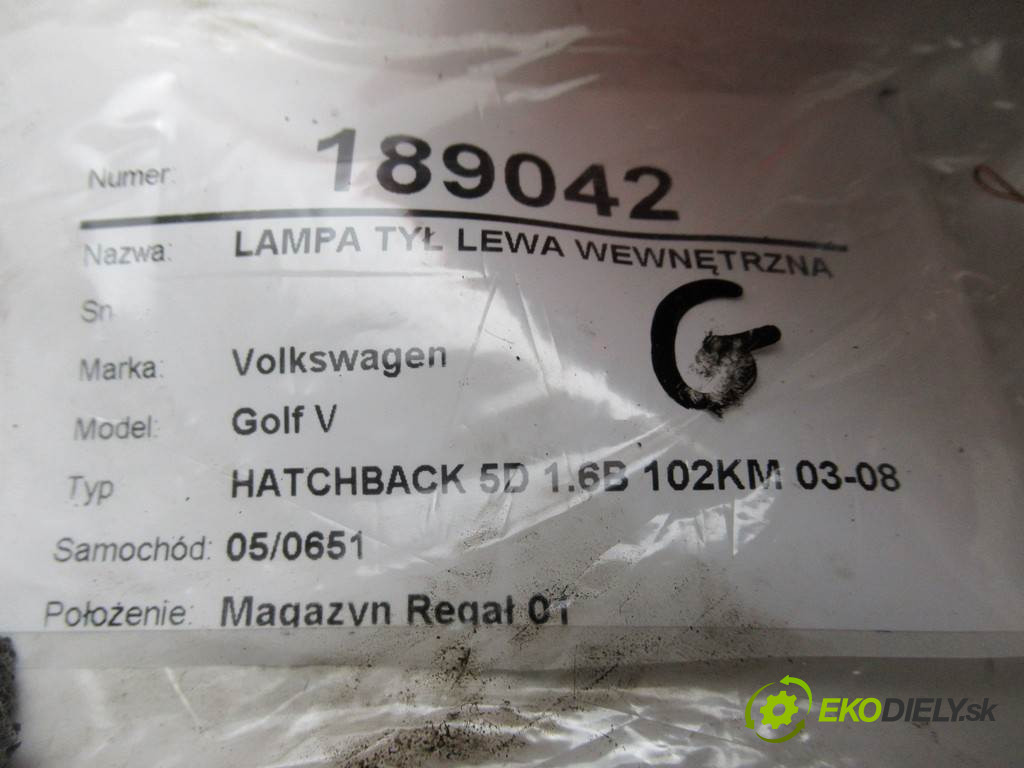 Numer: 189042
Nazwa: LAMPA TYŁ LEWA WEWNĘTRZNA
Sn
G
Marka: Volkswagen
Model: Golf V
Typ HATCHBACK 5D 1.6B 102KM 03-08
Samochód: 05/0651
Położenie: Magazyn Regał 01
EKODIELY.sk